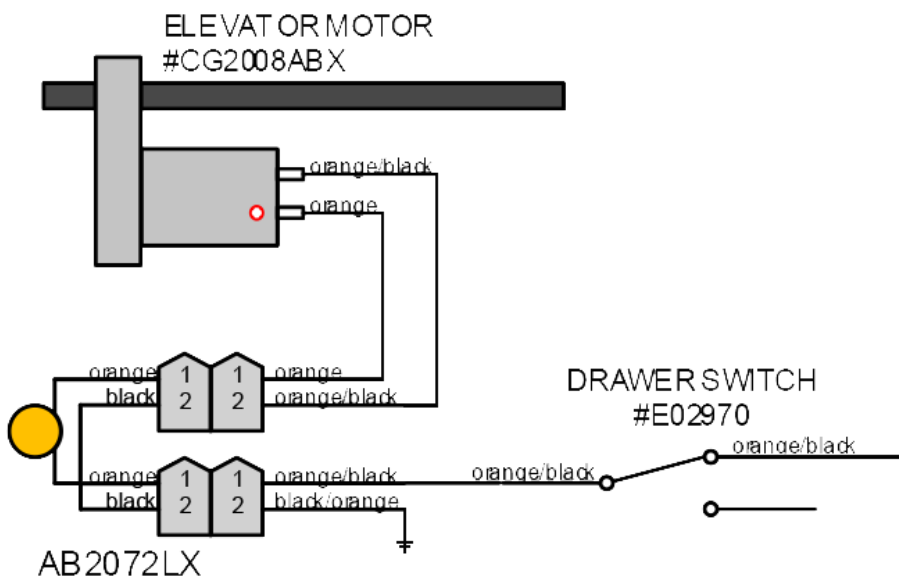 ELEVATOR MOTOR
#CG2008ABX
orange/black
orange
orange 1 1 orange
black 2 2 orange/black
DRAWER SWITCH
#E02970
orange/black
orange 1 1 orange/black
orange/black
black 2 2 black/orange
AB2072LX